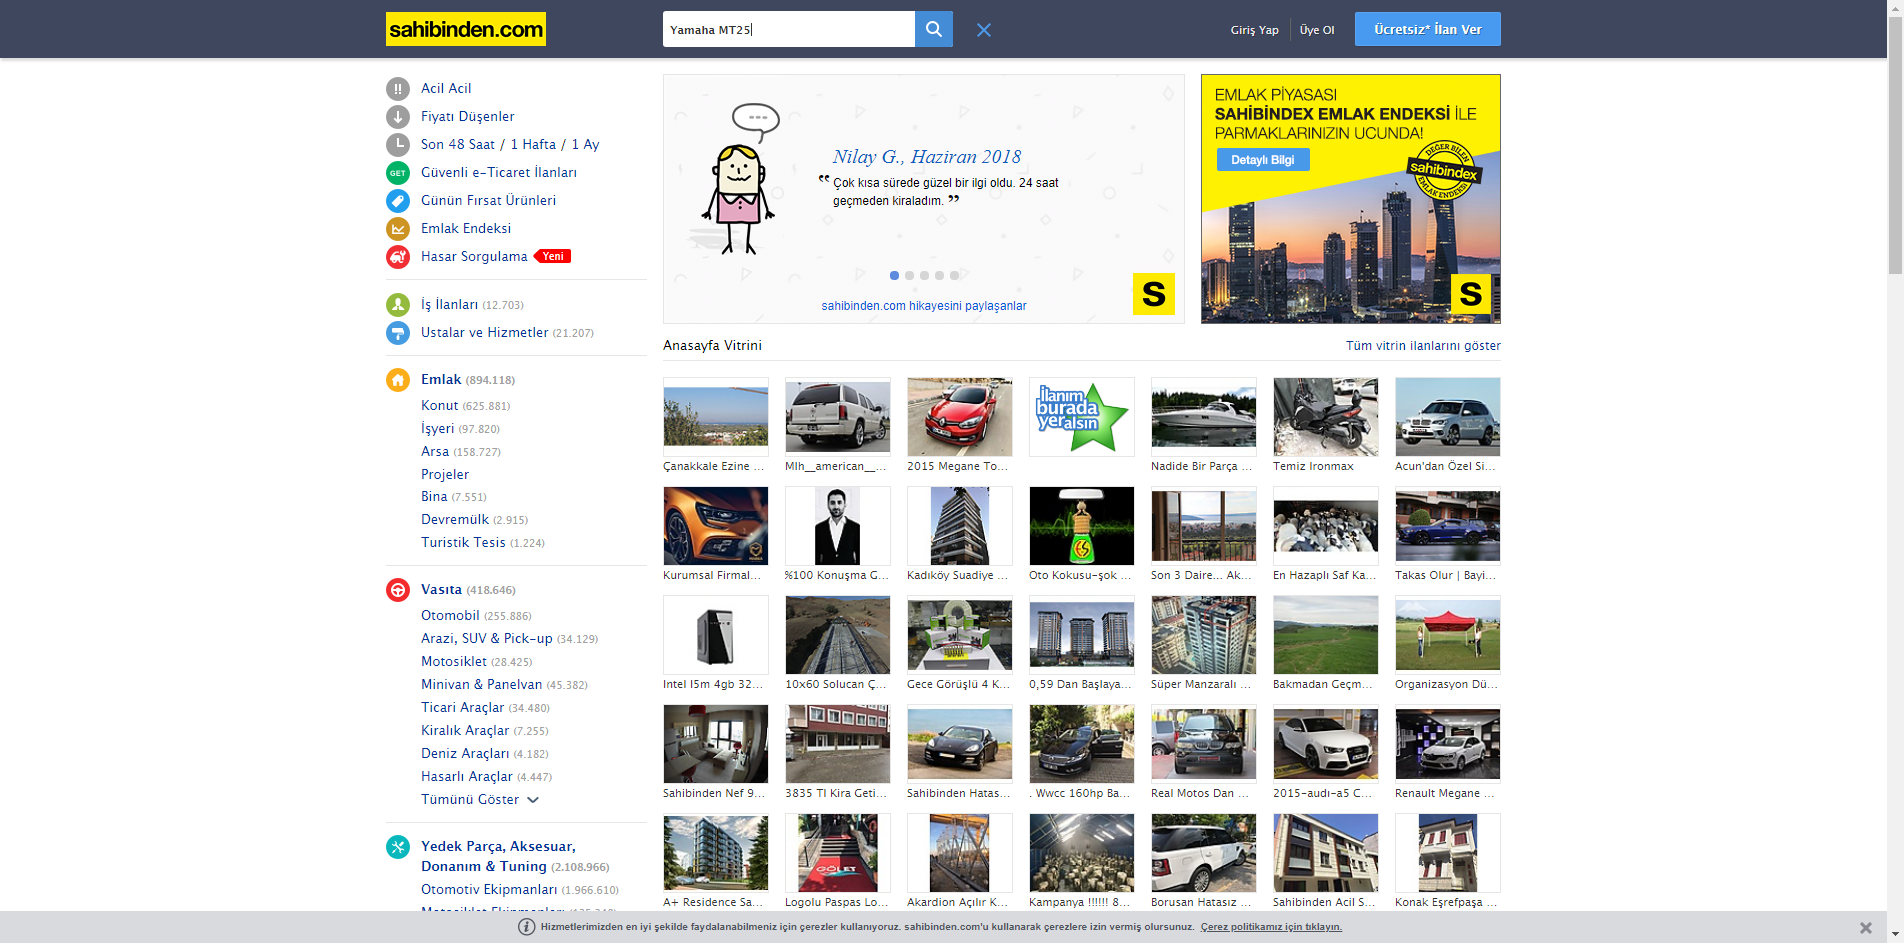 sahibinden.com
Yamaha MT25
Giriş Yap
Üye Ol
Ücretsiz* İlan Ver
Acil Acil
Fiyatı Düşenler
Son 48 Saat / 1 Hafta / 1 Ay
GET
Güvenli e-Ticaret İlanları
Günün Fırsat Ürünleri
Emlak Endeksi
Hasar Sorgulama Yeni
İş İlanları (12.703)
Ustalar ve Hizmetler (21.207)
Emlak (894.118)
Konut (625.881)
İşyeri (97.820)
Arsa (158.727)
Projeler
Bina (7.551)
Devremülk (2.915)
Turistik Tesis (1.224)
Vasıta (418.646)
Otomobil (255.886)
Arazi, SUV & Pick-up (34.129)
Motosiklet (28.425)
Minivan & Panelvan (45.382)
Ticari Araçlar (34.480)
Kiralık Araçlar (7.255)
Deniz Araçları (4.182)
Hasarlı Araçlar (4.447)
Tümünü Göster
Yedek Parça, Aksesuar,
Donanım & Tuning (2.108.966)
Otomotiv Ekipmanları (1.966.610)
Nilay G., Haziran 2018
“ Çok kısa sürede güzel bir ilgi oldu. 24 saat
geçmeden kiraladım. ”
sahibinden.com hikayesini paylaşanlar
S
EMLAK PİYASASI
SAHİBİNDEX EMLAK ENDEKSİ İLE
PARMAKLARINIZIN UCUNDA!
Detaylı Bilgi
DEĞER BİLEN
sahibindex
EMLAK ENDEKSİ
S
Anasayfa Vitrini
Tüm vitrin ilanlarını göster
İlanım
burada
yeralsın
Çanakkale Ezine ...
Mlh__american__...
2015 Megane To...
Nadide Bir Parça ...
Temiz Ironmax
Acun'dan Özel Si...
Kurumsal Firmal...
%100 Konuşma G...
Kadıköy Suadiye ...
Oto Kokusu-şok ...
Son 3 Daire... Ak...
En Hazaplı Saf Ka...
Takas Olur | Bayi...
Intel I5m 4gb 32...
10x60 Solucan Ç...
Gece Görüşlü 4 K...
0,59 Dan Başlaya...
Süper Manzaralı ...
Bakmadan Geçm...
Organizasyon Dü...
Sahibinden Nef 9...
3835 Tl Kira Geti...
Sahibinden Hatas...
. Wwcc 160hp Ba...
Real Motos Dan ...
2015-audı-a5 C...
Renault Megane ...
GÖLET
A+ Residence Sa...
Logolu Paspas Lo...
Akardion Açılır K...
Kampanya !!!!!! 8...
Borusan Hatasız ...
Sahibinden Acil S...
Konak Eşrefpaşa ...
Hizmetlerimizden en iyi şekilde faydalanabilmeniz için çerezler kullanıyoruz. sahibinden.com'u kullanarak çerezlere izin vermiş olursunuz. Çerez politikamız için tıklayın.